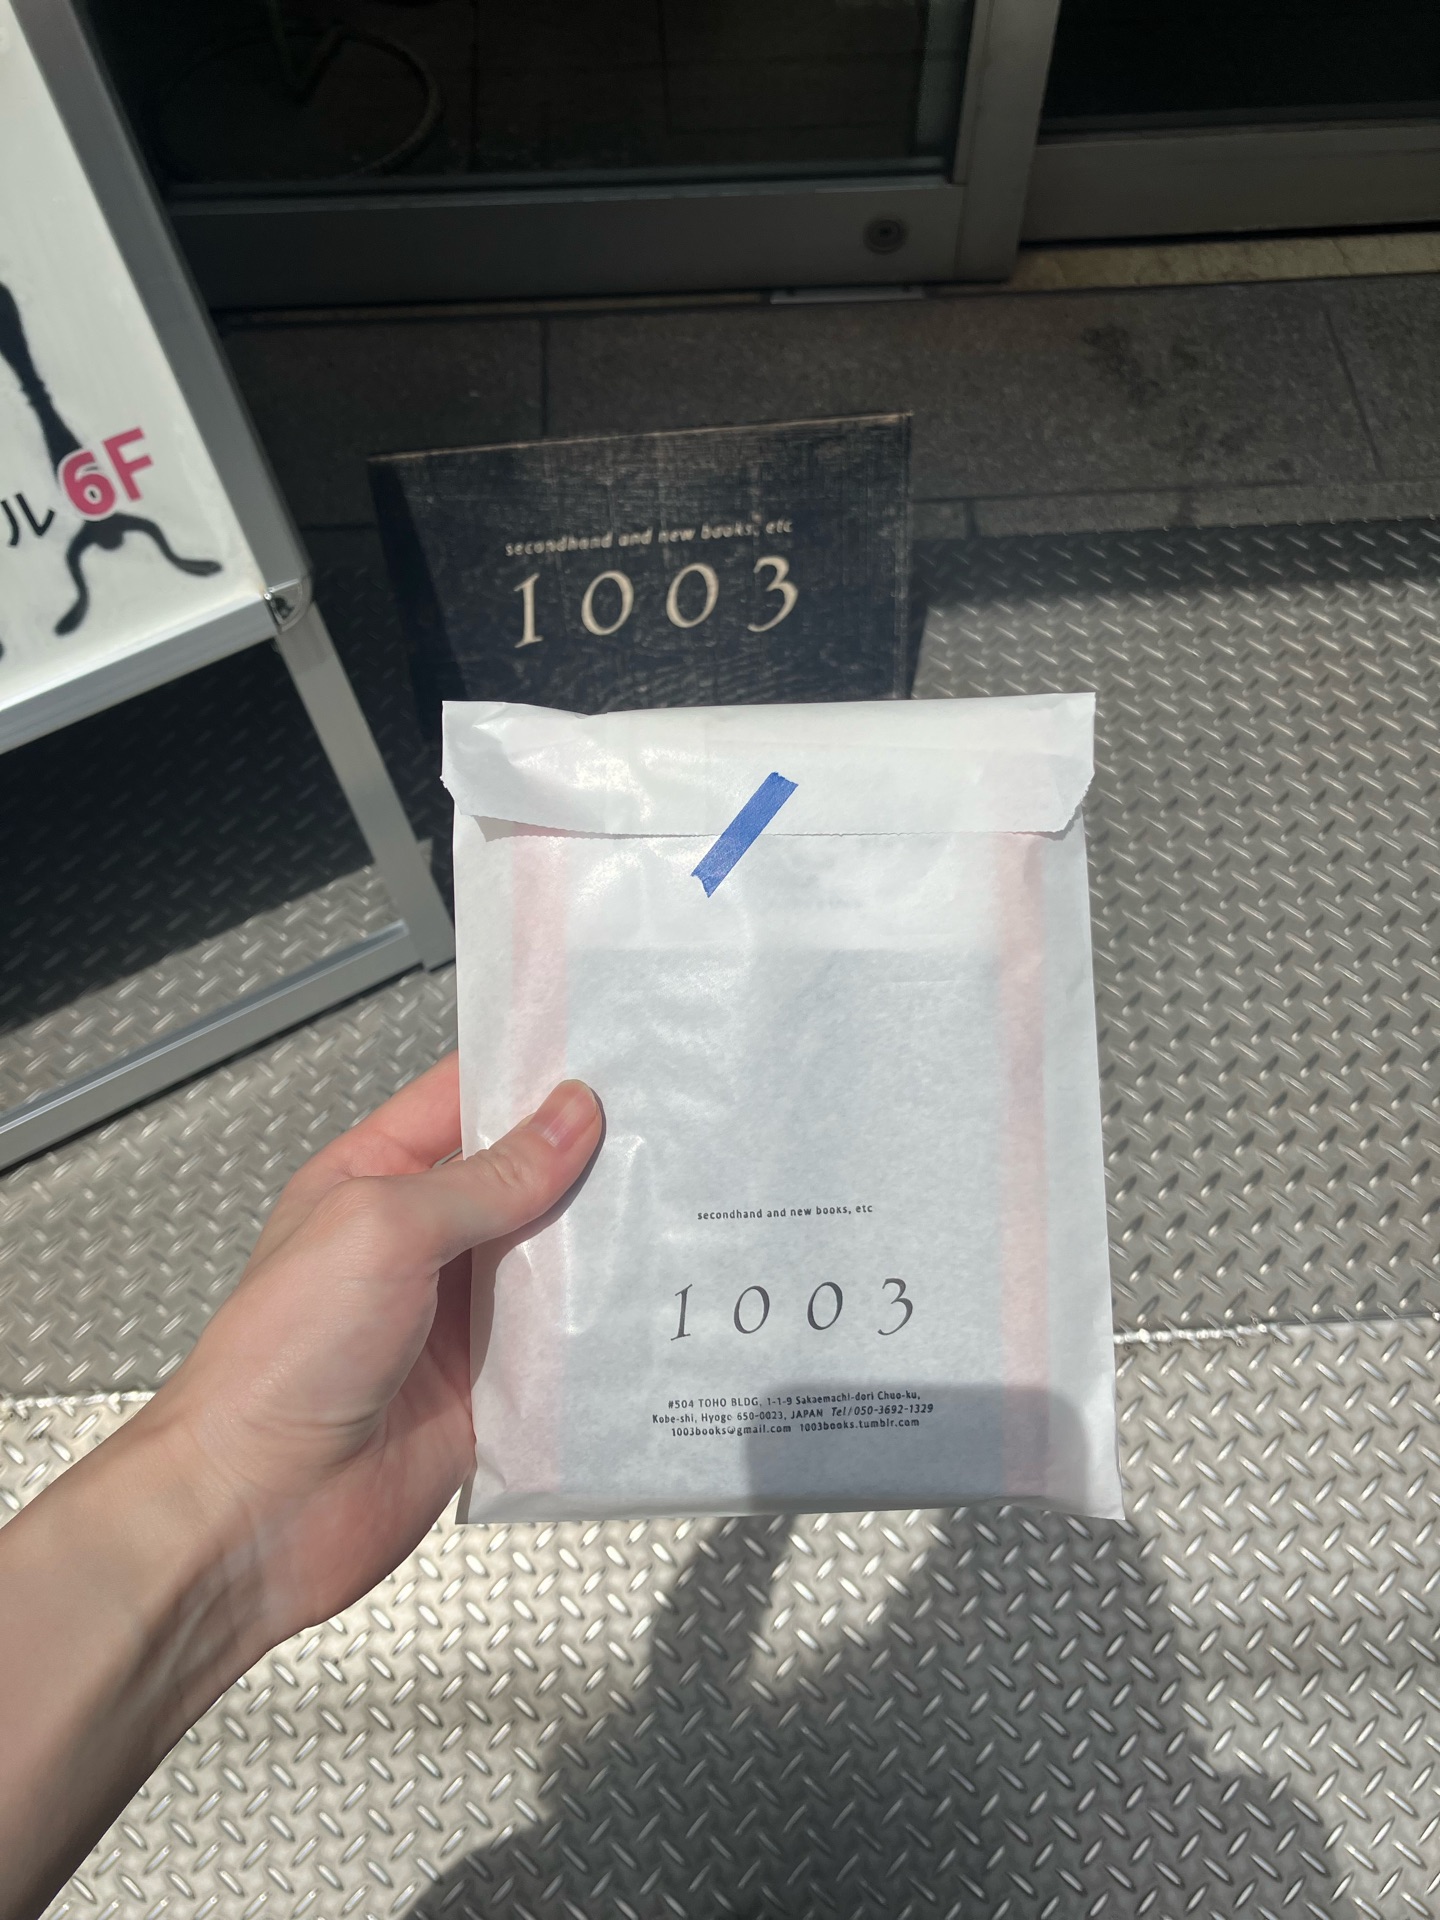 ル 6F
secondhand and new books, etc
1003
secondhand and new books, etc
1003
#504 TOHO BLDG. 1-1-9 Sakaemachi-dori Chuo-ku,
Kobe-shi, Hyogo 650-0023, JAPAN Tel/050-3692-1329
1003books@gmail.com 1003books.tumblr.com